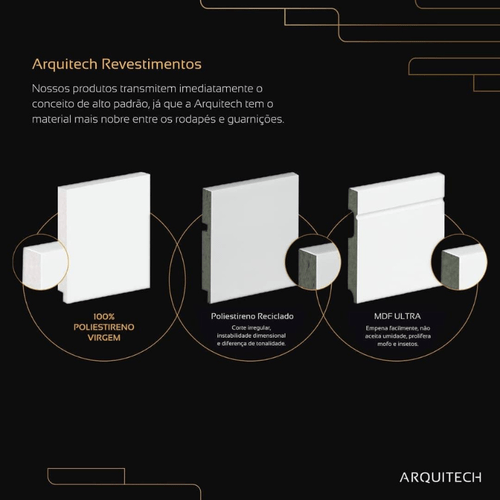 Arquitech Revestimentos
Nossos produtos transmitem imediatamente o
conceito de alto padrão, já que a Arquitech tem o
material mais nobre entre os rodapés e guarnições.
100%
POLIESTIRENO
VIRGEM
Poliestireno Reciclado
Corte irregular,
instabilidade dimensional
e diferença de tonalidade.
MDF ULTRA
Empena facilmente, não
aceita umidade, prolifera
mofo e insetos.
ARQUITECH